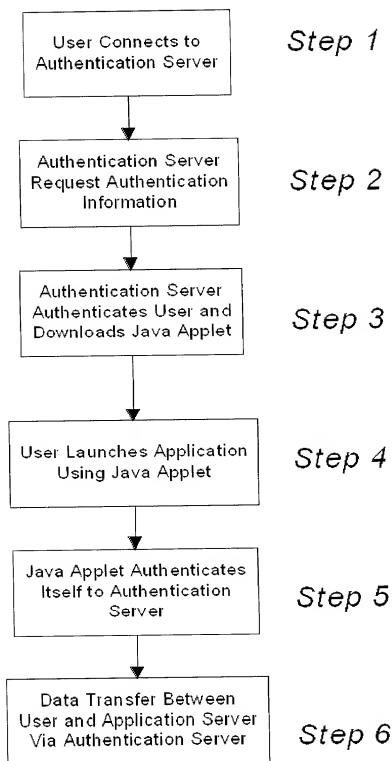 User Connects to
Authentication Server
Step 1
Authentication Server
Request Authentication
Information
Step 2
Authentication Server
Authenticates User and
Downloads Java Applet
Step 3
User Launches Application
Using Java Applet
Step 4
Java Applet Authenticates
Itself to Authentication
Server
Step 5
Data Transfer Between
User and Application Server
Via Authentication Server
Step 6